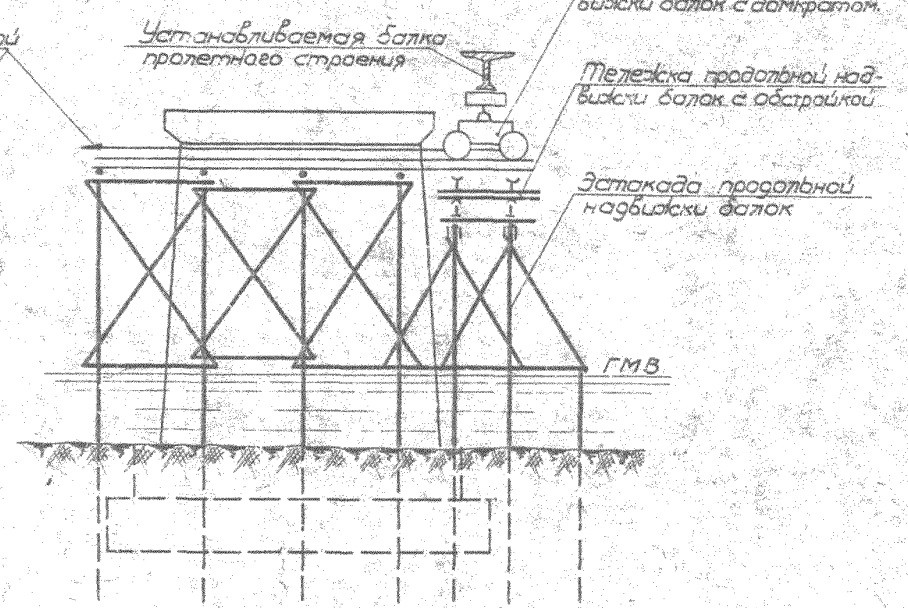 вижки балок с домкратом.
Устанавливаемая балка
пролетного строения
Тележка продольной над-
вижки балок с обстройкой
Эстакада продольной
надвижки балок
ГМВ